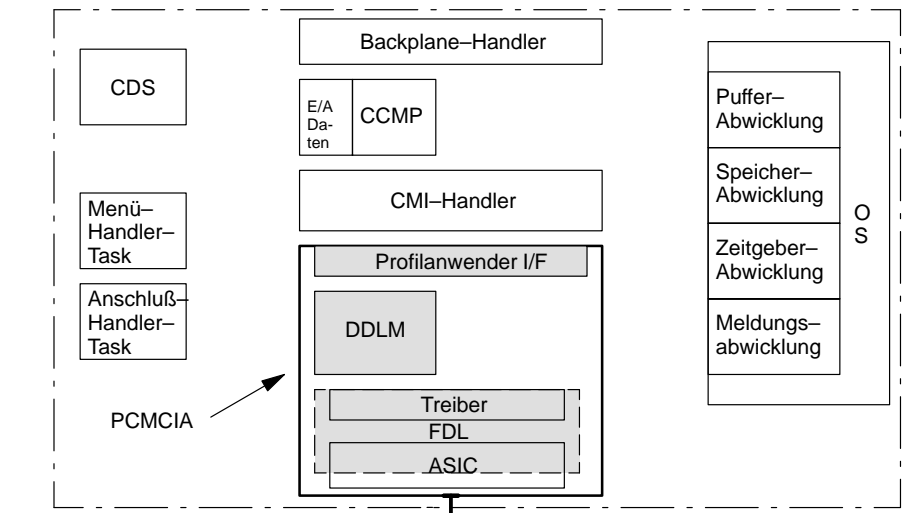 Backplane–Handler
CDS
E/A
Da-
ten
CCMP
CMI–Handler
Menü–
Handler–
Task
Anschluß–
Handler–
Task
PCMCIA
Profilanwender I/F
DDLM
Treiber
FDL
ASIC
Puffer–
Abwicklung
Speicher–
Abwicklung
Zeitgeber–
Abwicklung
Meldungs–
abwicklung
O
S